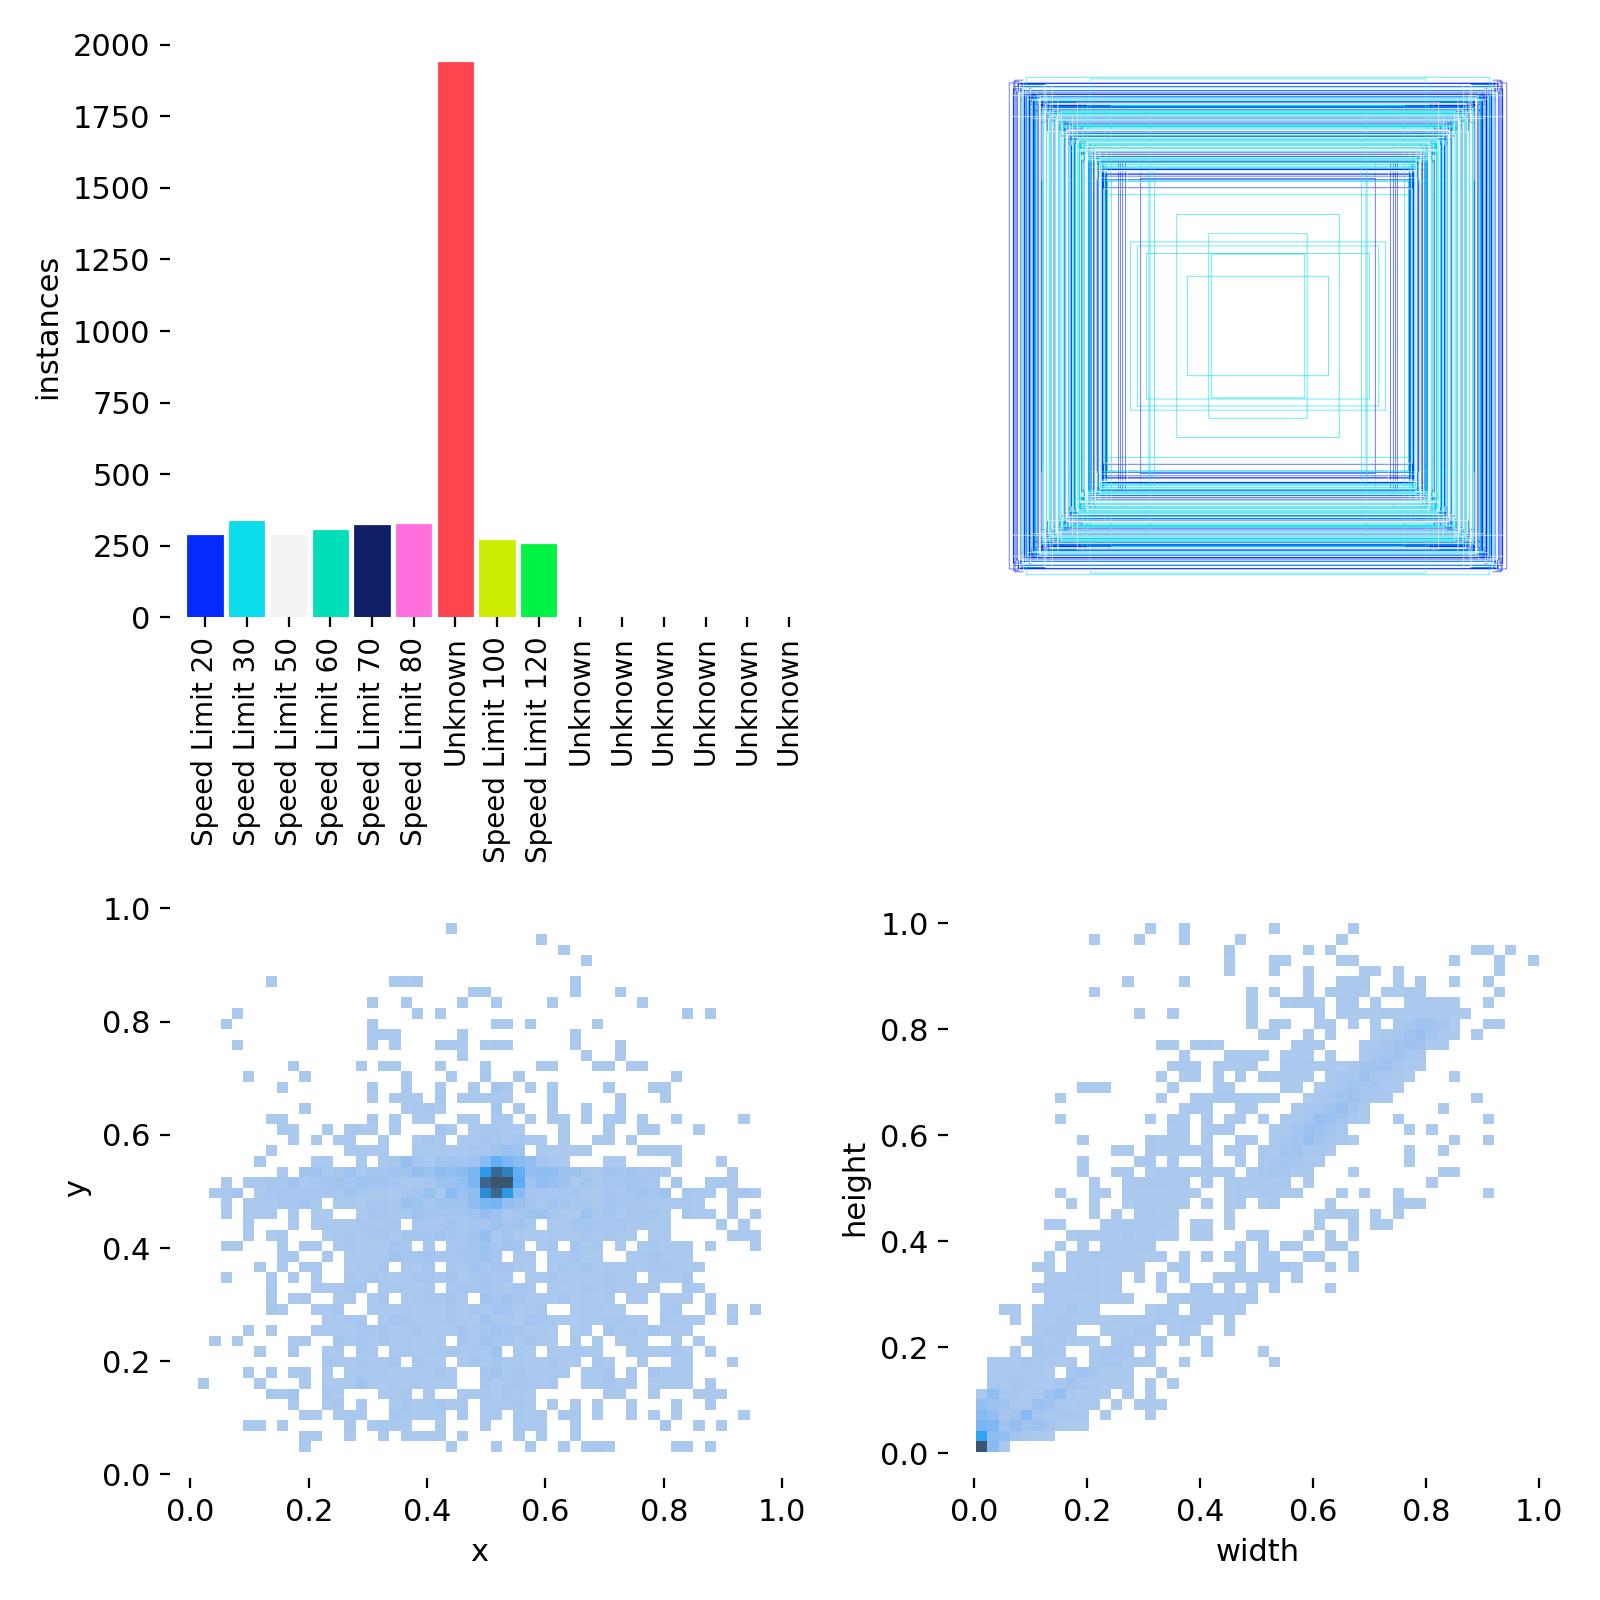 2000
1750
1500
1250
1000
750
500
250
0
instances
Speed Limit 20
Speed Limit 30
Speed Limit 50
Speed Limit 60
Speed Limit 70
Speed Limit 80
Unknown
Speed Limit 100
Speed Limit 120
Unknown
Unknown
Unknown
Unknown
Unknown
Unknown
1.0
0.8
0.6
0.4
0.2
0.0
y
0.0 0.2 0.4 0.6 0.8 1.0
x
1.0
0.8
0.6
0.4
0.2
0.0
height
0.0 0.2 0.4 0.6 0.8 1.0
width